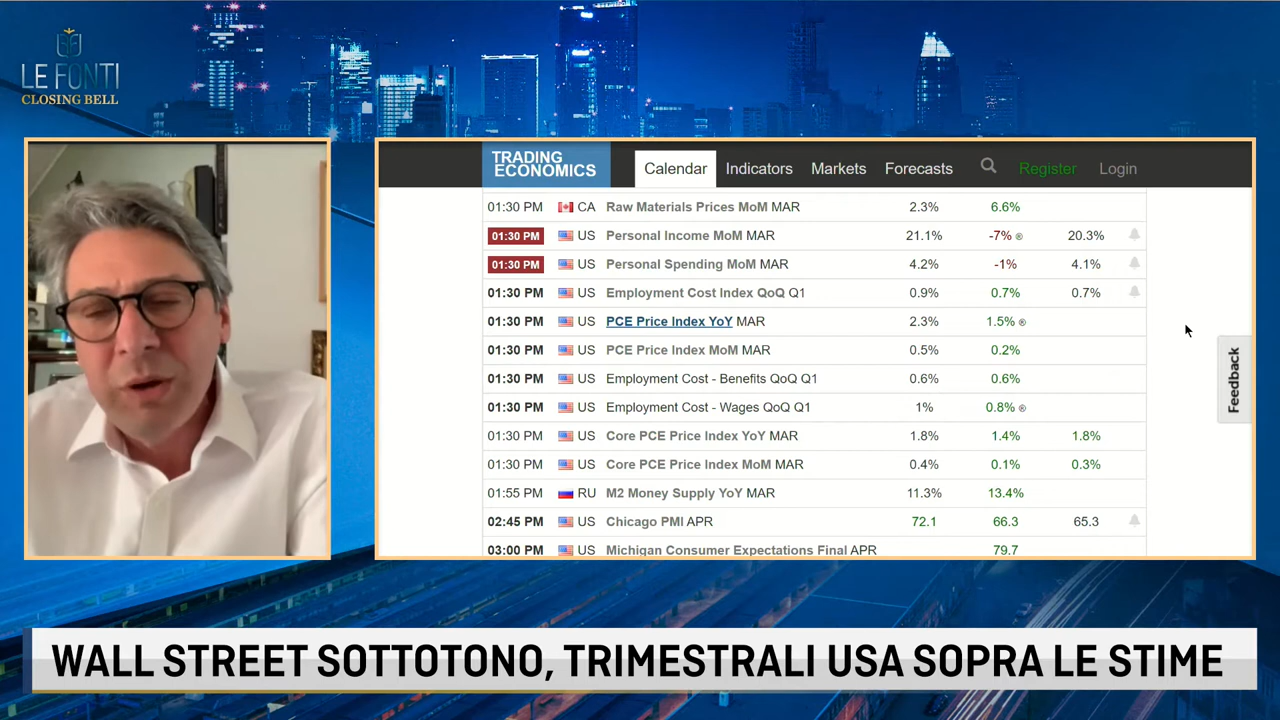 LE FONTI
CLOSING BELL
TRADING
ECONOMICS
Calendar Indicators Markets Forecasts Register Login
01:30 PM CA Raw Materials Prices MoM MAR 2.3% 6.6%
01:30 PM US Personal Income MoM MAR 21.1% -7% ® 20.3%
01:30 PM US Personal Spending MoM MAR 4.2% -1% 4.1%
01:30 PM US Employment Cost Index QoQ Q1 0.9% 0.7% 0.7%
01:30 PM US PCE Price Index YoY MAR 2.3% 1.5% ®
01:30 PM US PCE Price Index MoM MAR 0.5% 0.2%
01:30 PM US Employment Cost - Benefits QoQ Q1 0.6% 0.6%
01:30 PM US Employment Cost - Wages QoQ Q1 1% 0.8% ®
01:30 PM US Core PCE Price Index YoY MAR 1.8% 1.4% 1.8%
01:30 PM US Core PCE Price Index MoM MAR 0.4% 0.1% 0.3%
01:55 PM RU M2 Money Supply YoY MAR 11.3% 13.4%
02:45 PM US Chicago PMI APR 72.1 66.3 65.3
03:00 PM US Michigan Consumer Expectations Final APR 79.7
Feedback
WALL STREET SOTTOTONO, TRIMESTRALI USA SOPRA LE STIME